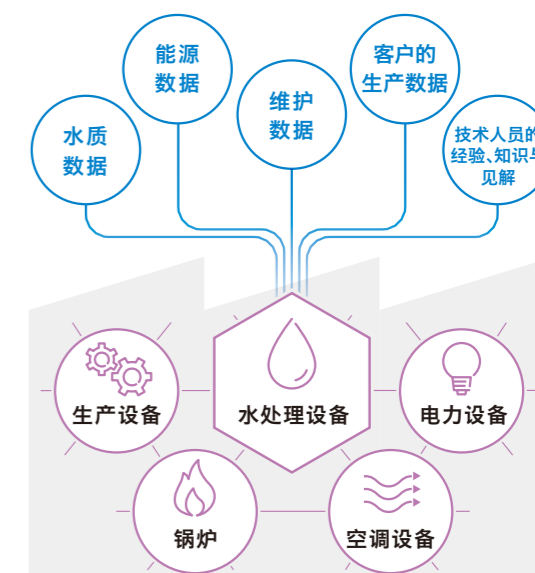 能源
数据
客户的
生产数据
维护
数据
水质
数据
技术人员的
经验、知识与
见解
生产设备
水处理设备
电力设备
锅炉
空调设备